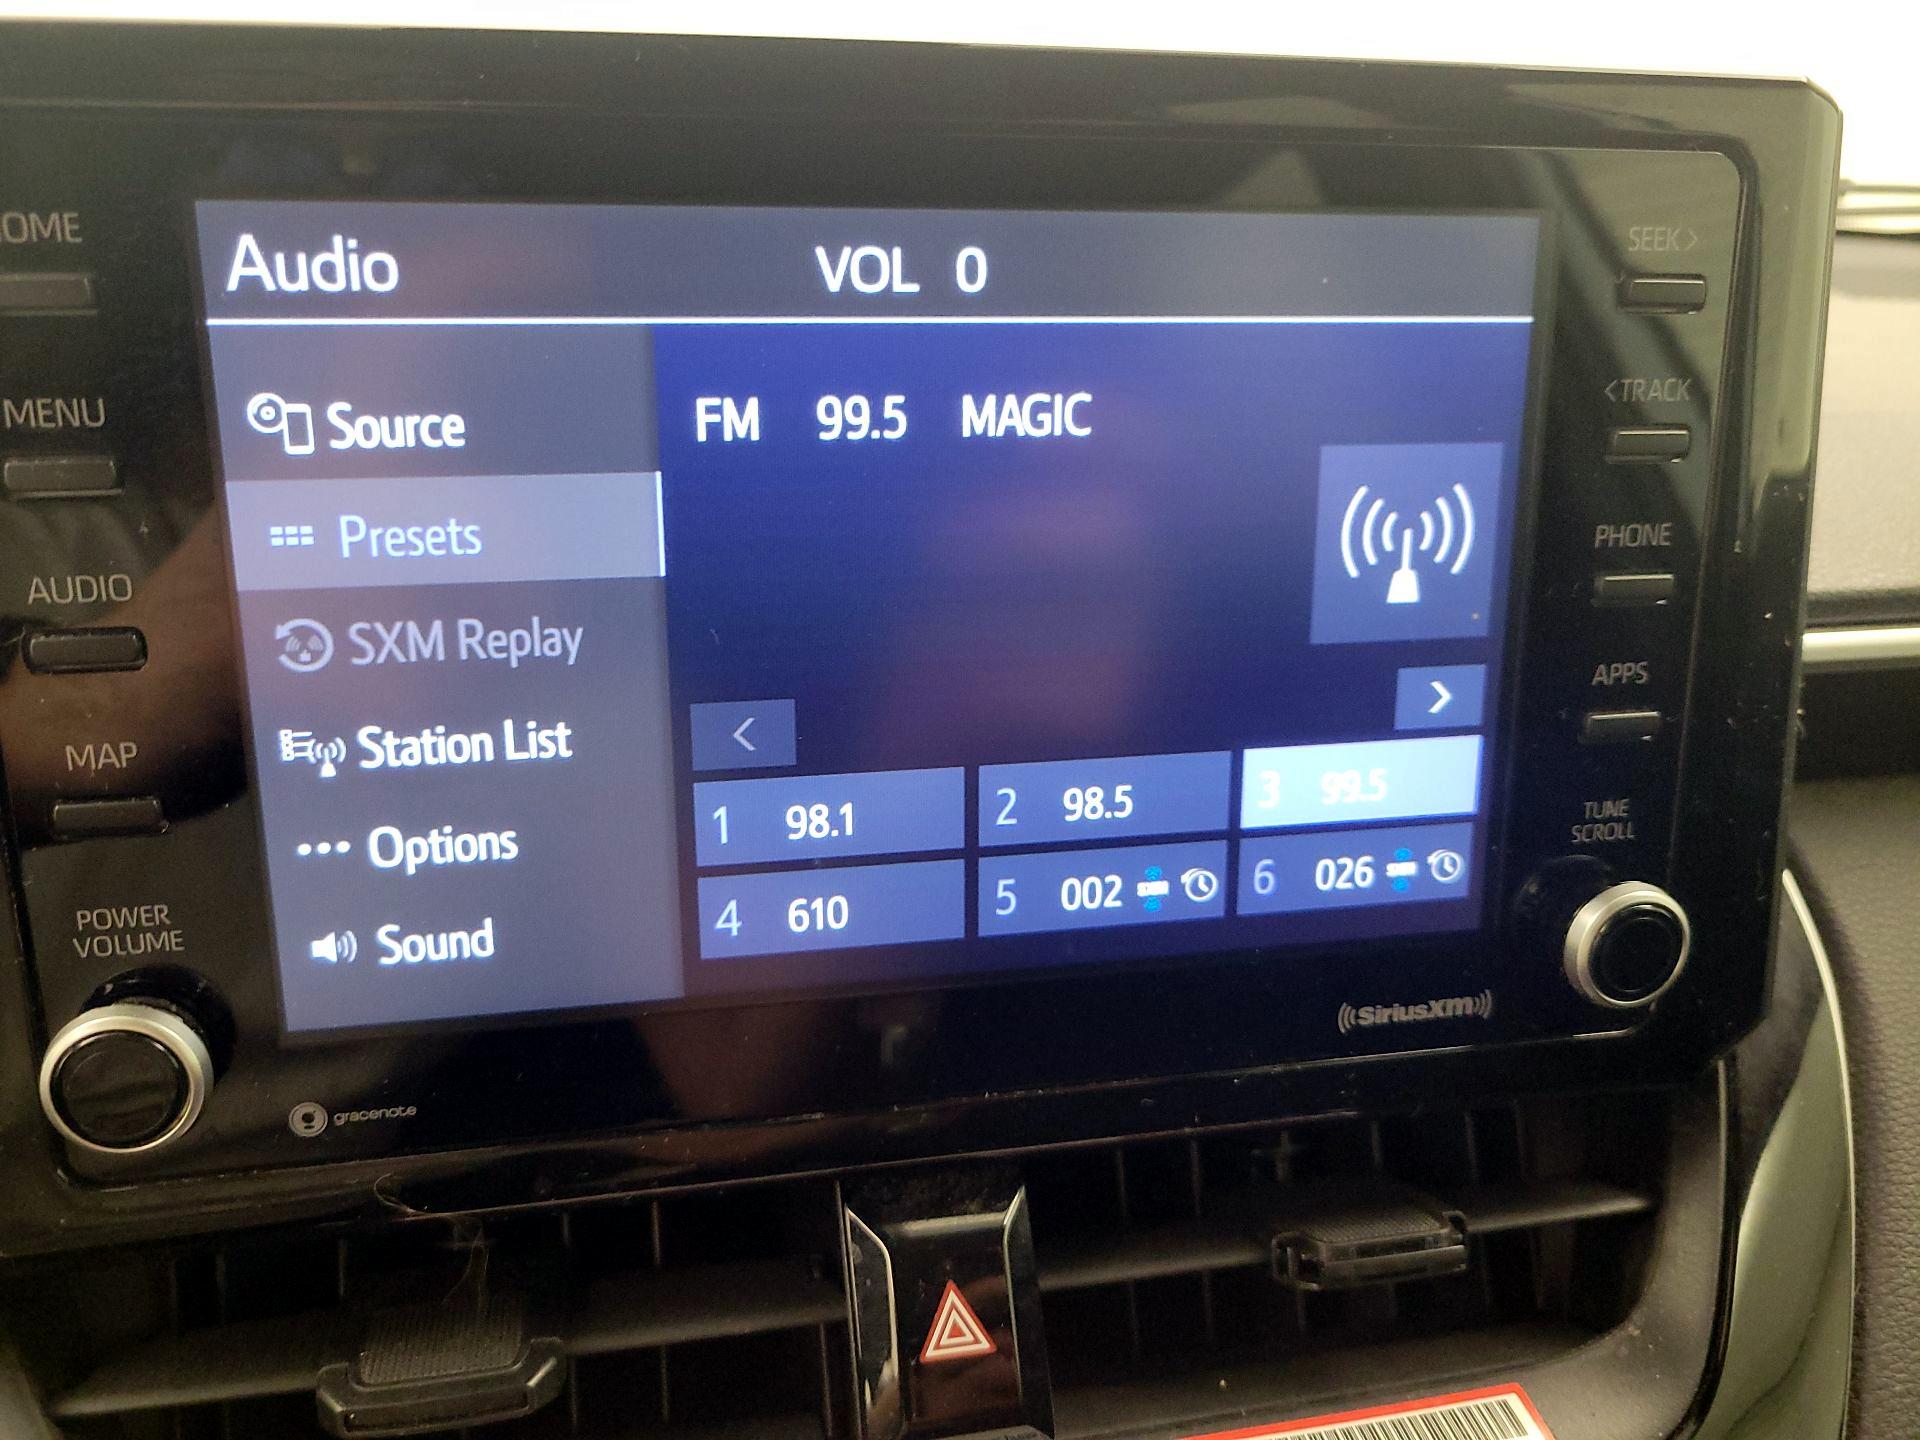 Audio VOL 0
Source
Presets
SXM Replay
Station List
Options
Sound
FM 99.5 MAGIC
<
>
1 98.1
2 98.5
3 99.5
4 610
5 002 SXM
6 026 SXM
MENU
AUDIO
MAP
POWER
VOLUME
SEEK>
<TRACK
PHONE
APPS
TUNE
SCROLL
gracenote
((SiriusXM))